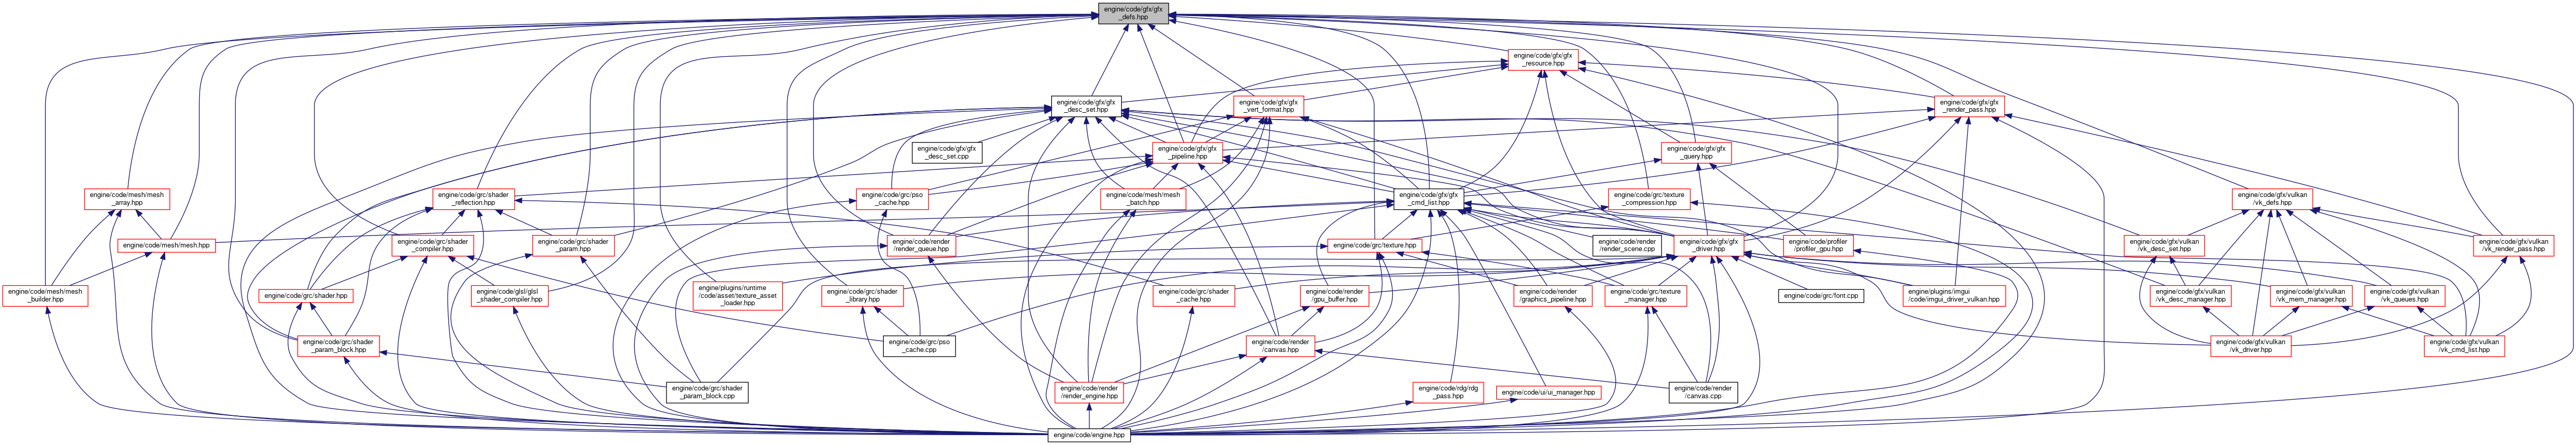 engine/code/gfx/gfx
_defs.hpp
engine/code/gfx/gfx
_resource.hpp
engine/code/gfx/gfx
_desc_set.hpp
engine/code/gfx/gfx
_vert_format.hpp
engine/code/gfx/gfx
_render_pass.hpp
engine/code/gfx/gfx
_desc_set.cpp
engine/code/gfx/gfx
_pipeline.hpp
engine/code/gfx/gfx
_query.hpp
engine/code/mesh/mesh
_array.hpp
engine/code/grc/shader
_reflection.hpp
engine/code/grc/pso
_cache.hpp
engine/code/mesh/mesh
_batch.hpp
engine/code/gfx/gfx
_cmd_list.hpp
engine/code/grc/texture
_compression.hpp
engine/code/gfx/vulkan
/vk_defs.hpp
engine/code/mesh/mesh.hpp
engine/code/grc/shader
_compiler.hpp
engine/code/grc/shader
_param.hpp
engine/code/render
/render_queue.hpp
engine/code/grc/texture.hpp
engine/code/render
/render_scene.cpp
engine/code/gfx/gfx
_driver.hpp
engine/code/profiler
/profiler_gpu.hpp
engine/code/gfx/vulkan
/vk_desc_set.hpp
engine/code/gfx/vulkan
/vk_render_pass.hpp
engine/code/mesh/mesh
_builder.hpp
engine/code/grc/shader.hpp
engine/code/glsl/glsl
_shader_compiler.hpp
engine/plugins/runtime
/code/asset/texture_asset
_loader.hpp
engine/code/grc/shader
_library.hpp
engine/code/grc/shader
_cache.hpp
engine/code/render
/gpu_buffer.hpp
engine/code/render
/graphics_pipeline.hpp
engine/code/grc/texture
_manager.hpp
engine/code/grc/font.cpp
engine/plugins/imgui
/code/imgui_driver_vulkan.hpp
engine/code/gfx/vulkan
/vk_desc_manager.hpp
engine/code/gfx/vulkan
/vk_mem_manager.hpp
engine/code/gfx/vulkan
/vk_queues.hpp
engine/code/grc/shader
_param_block.hpp
engine/code/grc/pso
_cache.cpp
engine/code/render
/canvas.hpp
engine/code/gfx/vulkan
/vk_driver.hpp
engine/code/gfx/vulkan
/vk_cmd_list.hpp
engine/code/grc/shader
_param_block.cpp
engine/code/render
/render_engine.hpp
engine/code/rdg/rdg
_pass.hpp
engine/code/ui/ui_manager.hpp
engine/code/render
/canvas.cpp
engine/code/engine.hpp